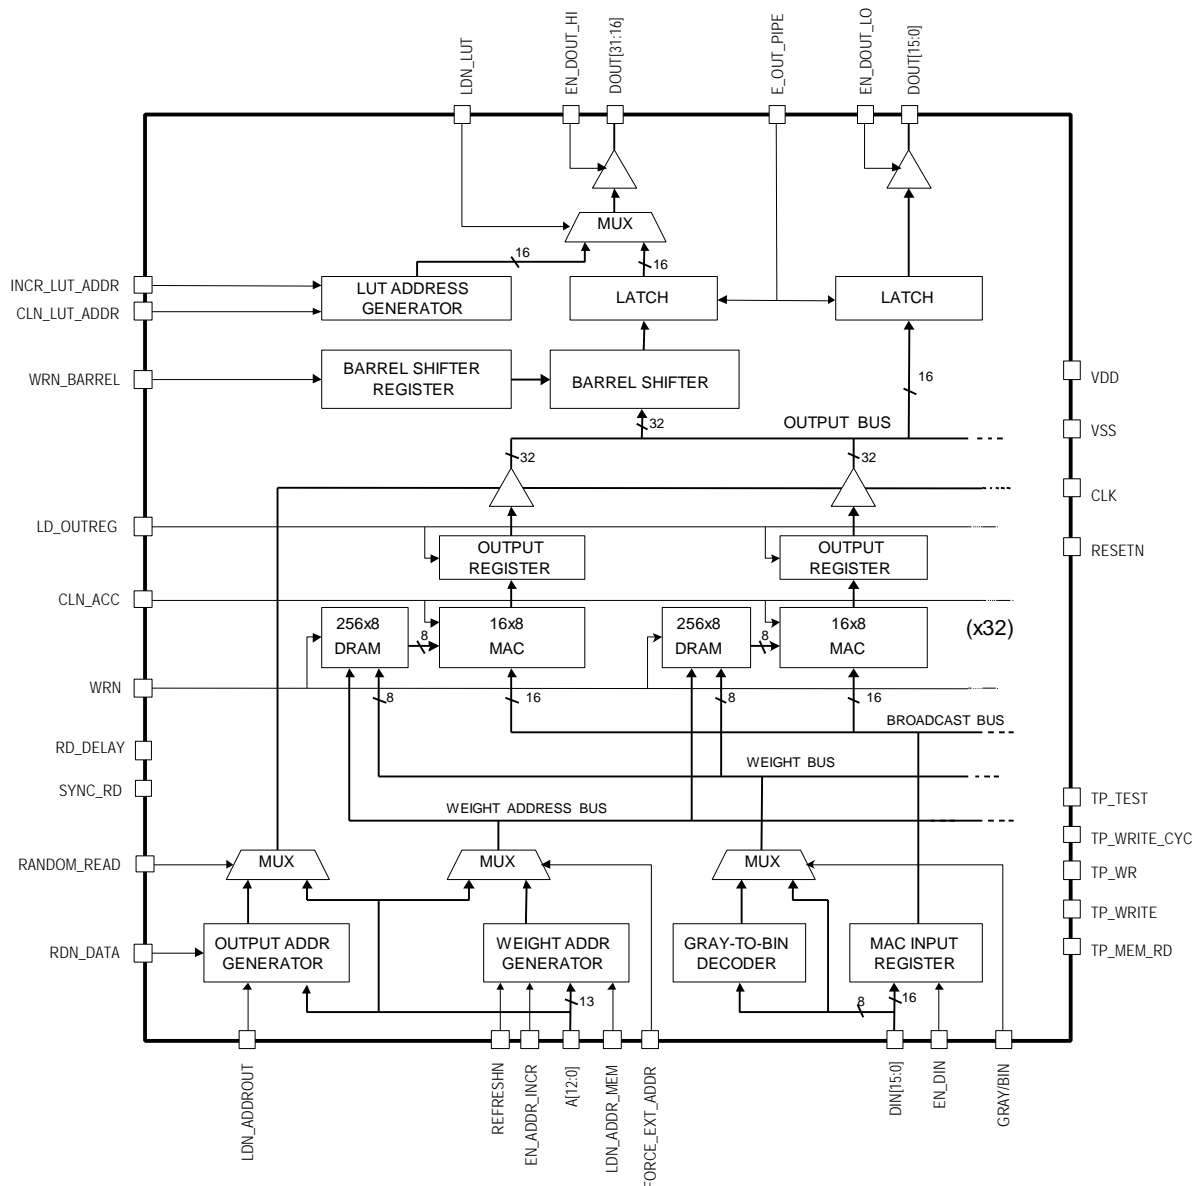 LDN_LUT
EN_DOUT_HI
DOUT[31:16]
E_OUT_PIPE
EN_DOUT_LO
DOUT[15:0]
MUX
16
16
INCR_LUT_ADDR
CLN_LUT_ADDR
LUT ADDRESS
GENERATOR
LATCH
LATCH
WRN_BARREL
BARREL SHIFTER
REGISTER
BARREL SHIFTER
16
VDD
32
OUTPUT BUS
VSS
32
32
CLK
LD_OUTREG
OUTPUT
REGISTER
OUTPUT
REGISTER
RESETN
CLN_ACC
256x8
DRAM
8
16x8
MAC
256x8
DRAM
8
16x8
MAC
(x32)
WRN
8
16
8
16
BROADCAST BUS
RD_DELAY
WEIGHT BUS
SYNC_RD
WEIGHT ADDRESS BUS
TP_TEST
TP_WRITE_CYC
RANDOM_READ
MUX
MUX
MUX
TP_WR
TP_WRITE
RDN_DATA
OUTPUT ADDR
GENERATOR
WEIGHT ADDR
GENERATOR
GRAY-TO-BIN
DECODER
MAC INPUT
REGISTER
TP_MEM_RD
13
8
16
LDN_ADDROUT
REFRESHN
EN_ADDR_INCR
A[12:0]
LDN_ADDR_MEM
FORCE_EXT_ADDR
DIN[15:0]
EN_DIN
GRAY/BIN